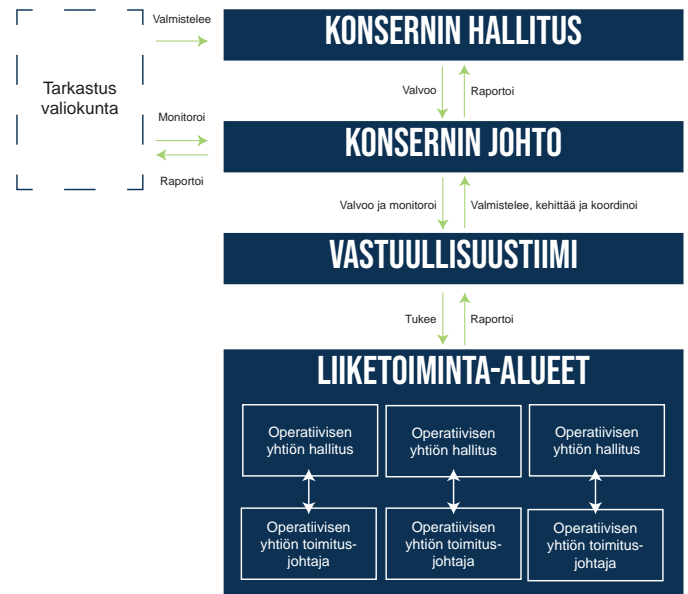 Valmistelee
KONSERNIN HALLITUS
Tarkastus
valiokunta
Valvoo
Raportoi
Monitoroi
KONSERNIN JOHTO
Raportoi
Valvoo ja monitoroi
Valmistelee, kehittää ja koordinoi
VASTUULLISUUSTIIMI
Tukee
Raportoi
LIIKETOIMINTA-ALUEET
Operatiivisen
yhtiön hallitus
Operatiivisen
yhtiön hallitus
Operatiivisen
yhtiön hallitus
Operatiivisen
yhtiön toimitus-
johtaja
Operatiivisen
yhtiön toimitus-
johtaja
Operatiivisen
yhtiön toimitus-
johtaja